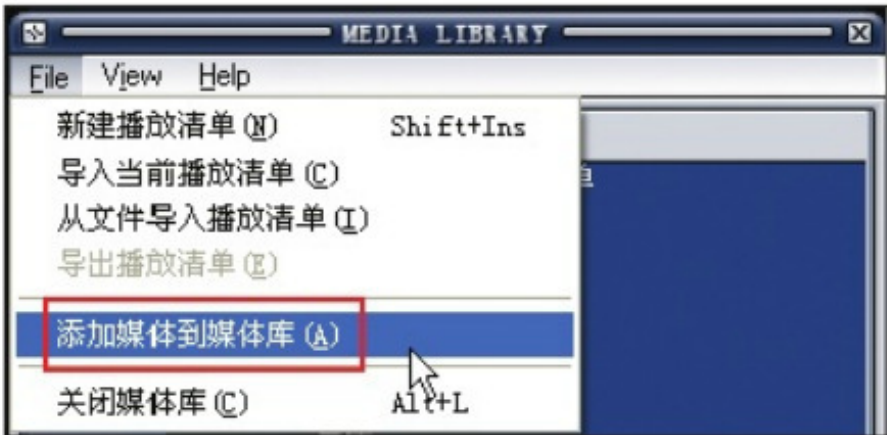 MEDIA LIBRARY
File View Help
新建播放清单(N) Shift+Ins
导入当前播放清单(C)
从文件导入播放清单(I)
导出播放清单(E)
添加媒体到媒体库(A)
关闭媒体库(C) Alt+L